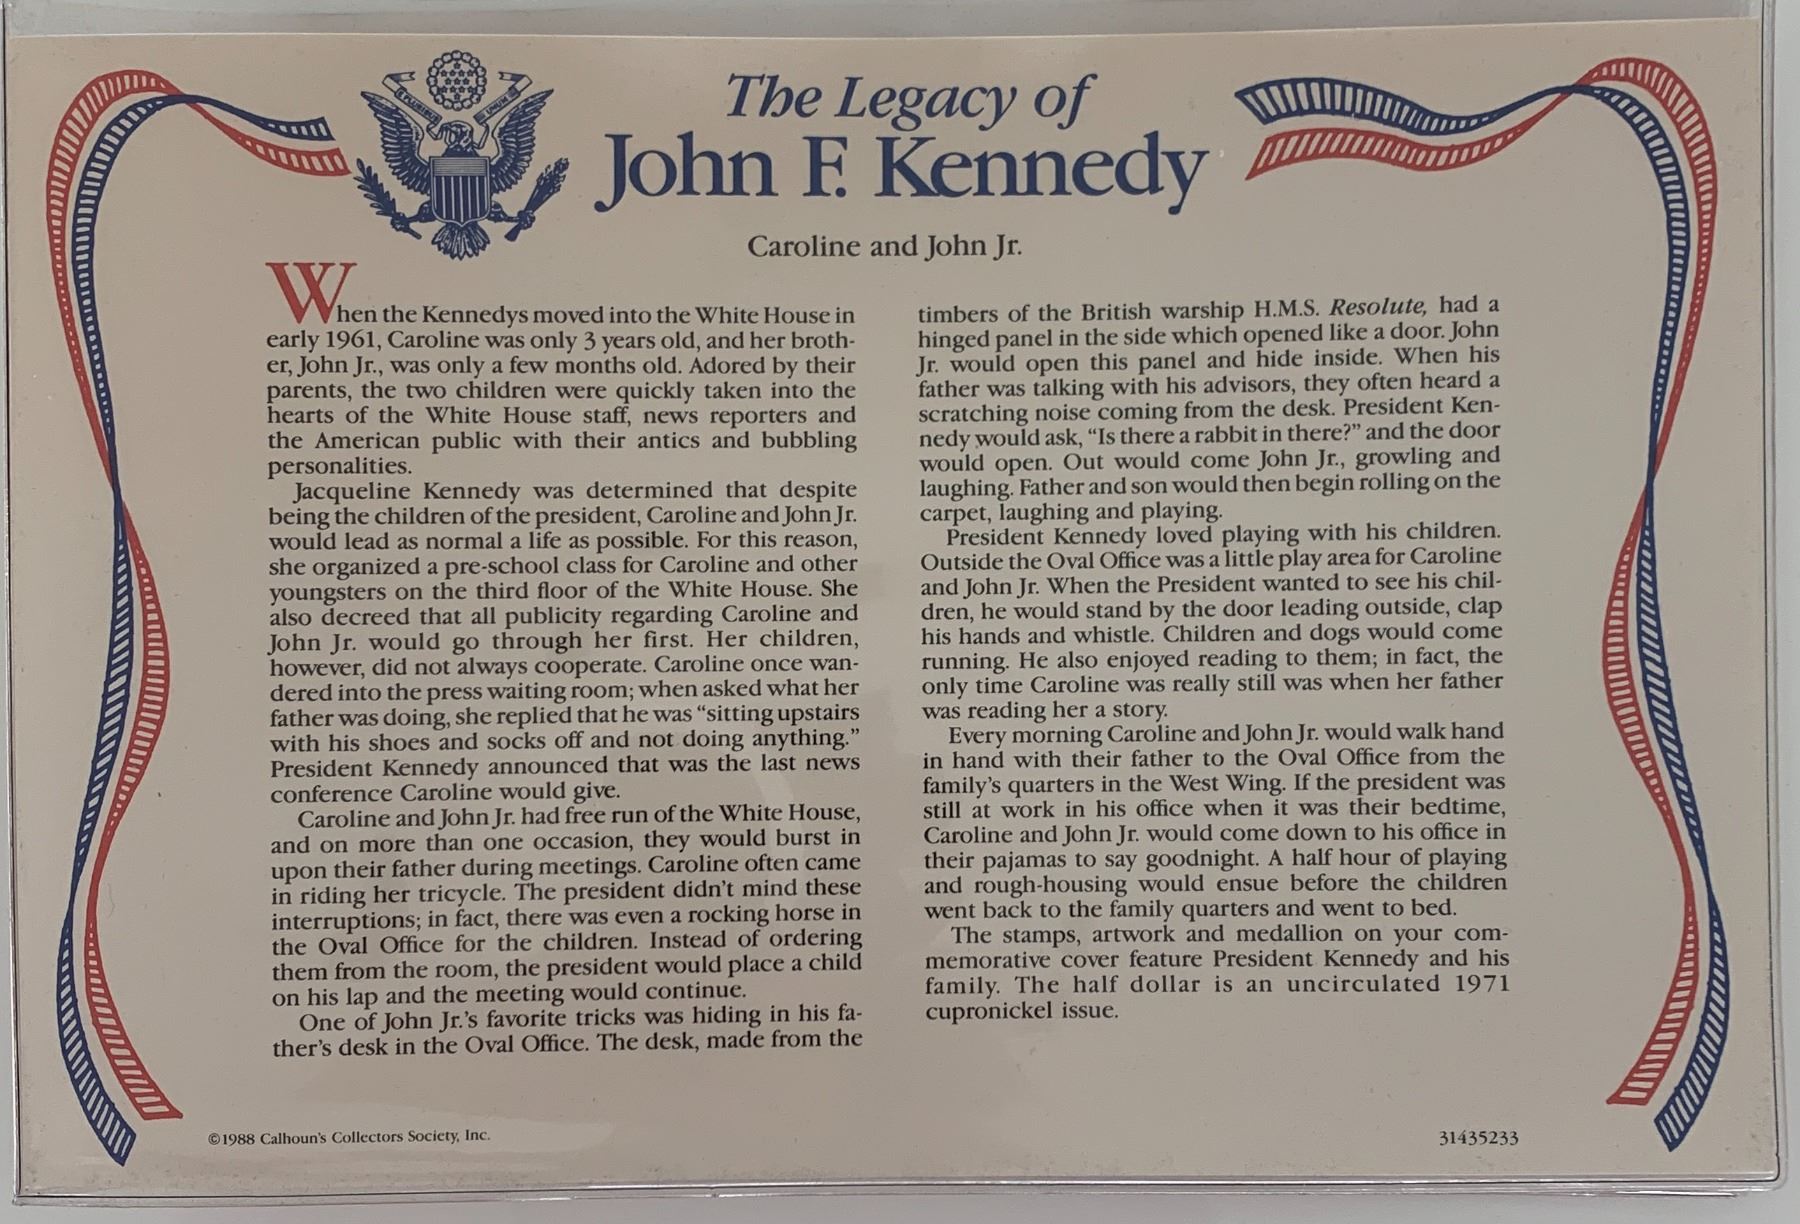 E PLURIBUS UNUM
The Legacy of
John F. Kennedy
Caroline and John Jr.
When the Kennedys moved into the White House in
early 1961, Caroline was only 3 years old, and her broth-
er, John Jr., was only a few months old. Adored by their
parents, the two children were quickly taken into the
hearts of the White House staff, news reporters and
the American public with their antics and bubbling
personalities.
Jacqueline Kennedy was determined that despite
being the children of the president, Caroline and John Jr.
would lead as normal a life as possible. For this reason,
she organized a pre-school class for Caroline and other
youngsters on the third floor of the White House. She
also decreed that all publicity regarding Caroline and
John Jr. would go through her first. Her children,
however, did not always cooperate. Caroline once wan-
dered into the press waiting room; when asked what her
father was doing, she replied that he was “sitting upstairs
with his shoes and socks off and not doing anything.”
President Kennedy announced that was the last news
conference Caroline would give.
Caroline and John Jr. had free run of the White House,
and on more than one occasion, they would burst in
upon their father during meetings. Caroline often came
in riding her tricycle. The president didn’t mind these
interruptions; in fact, there was even a rocking horse in
the Oval Office for the children. Instead of ordering
them from the room, the president would place a child
on his lap and the meeting would continue.
One of John Jr.’s favorite tricks was hiding in his fa-
ther’s desk in the Oval Office. The desk, made from the
timbers of the British warship H.M.S. Resolute, had a
hinged panel in the side which opened like a door. John
Jr. would open this panel and hide inside. When his
father was talking with his advisors, they often heard a
scratching noise coming from the desk. President Ken-
nedy would ask, “Is there a rabbit in there?” and the door
would open. Out would come John Jr., growling and
laughing. Father and son would then begin rolling on the
carpet, laughing and playing.
President Kennedy loved playing with his children.
Outside the Oval Office was a little play area for Caroline
and John Jr. When the President wanted to see his chil-
dren, he would stand by the door leading outside, clap
his hands and whistle. Children and dogs would come
running. He also enjoyed reading to them; in fact, the
only time Caroline was really still was when her father
was reading her a story.
Every morning Caroline and John Jr. would walk hand
in hand with their father to the Oval Office from the
family’s quarters in the West Wing. If the president was
still at work in his office when it was their bedtime,
Caroline and John Jr. would come down to his office in
their pajamas to say goodnight. A half hour of playing
and rough-housing would ensue before the children
went back to the family quarters and went to bed.
The stamps, artwork and medallion on your com-
memorative cover feature President Kennedy and his
family. The half dollar is an uncirculated 1971
cupronickel issue.
©1988 Calhoun’s Collectors Society, Inc.
31435233